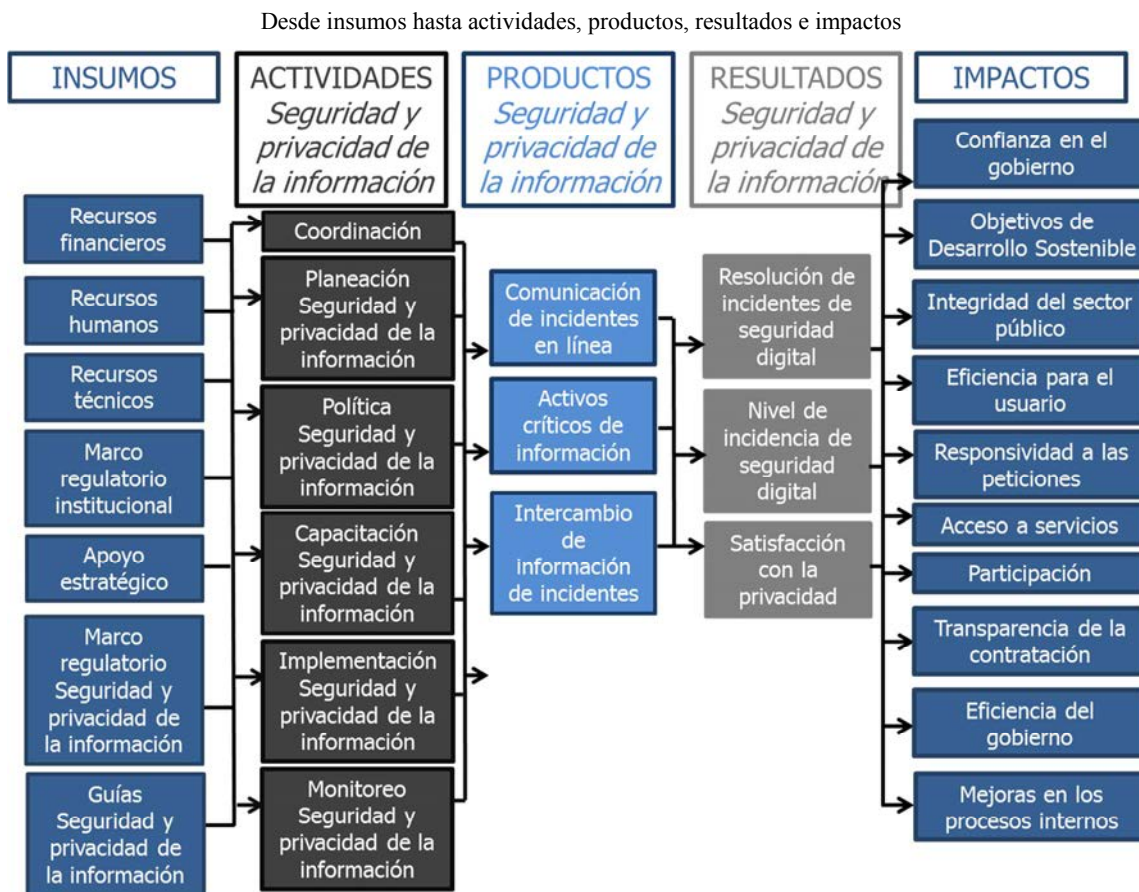 Desde insumos hasta actividades, productos, resultados e impactos
INSUMOS
ACTIVIDADES
Seguridad y
privacidad de
la información
PRODUCTOS
Seguridad y
privacidad de
la información
RESULTADOS
Seguridad y
privacidad de
la información
IMPACTOS
Recursos
financieros
Recursos
humanos
Recursos
técnicos
Marco
regulatorio
institucional
Apoyo
estratégico
Marco
regulatorio
Seguridad y
privacidad de
la información
Guías
Seguridad y
privacidad de
la información
Coordinación
Planeación
Seguridad y
privacidad de la
información
Política
Seguridad y
privacidad de la
información
Capacitación
Seguridad y
privacidad de la
información
Implementación
Seguridad y
privacidad de la
información
Monitoreo
Seguridad y
privacidad de la
información
Comunicación
de incidentes
en línea
Activos
críticos de
información
Intercambio
de
información
de incidentes
Resolución de
incidentes de
seguridad
digital
Nivel de
incidencia de
seguridad
digital
Satisfacción
con la
privacidad
Confianza en el
gobierno
Objetivos de
Desarrollo Sostenible
Integridad del sector
público
Eficiencia para el
usuario
Responsividad a las
peticiones
Acceso a servicios
Participación
Transparencia de la
contratación
Eficiencia del
gobierno
Mejoras en los
procesos internos